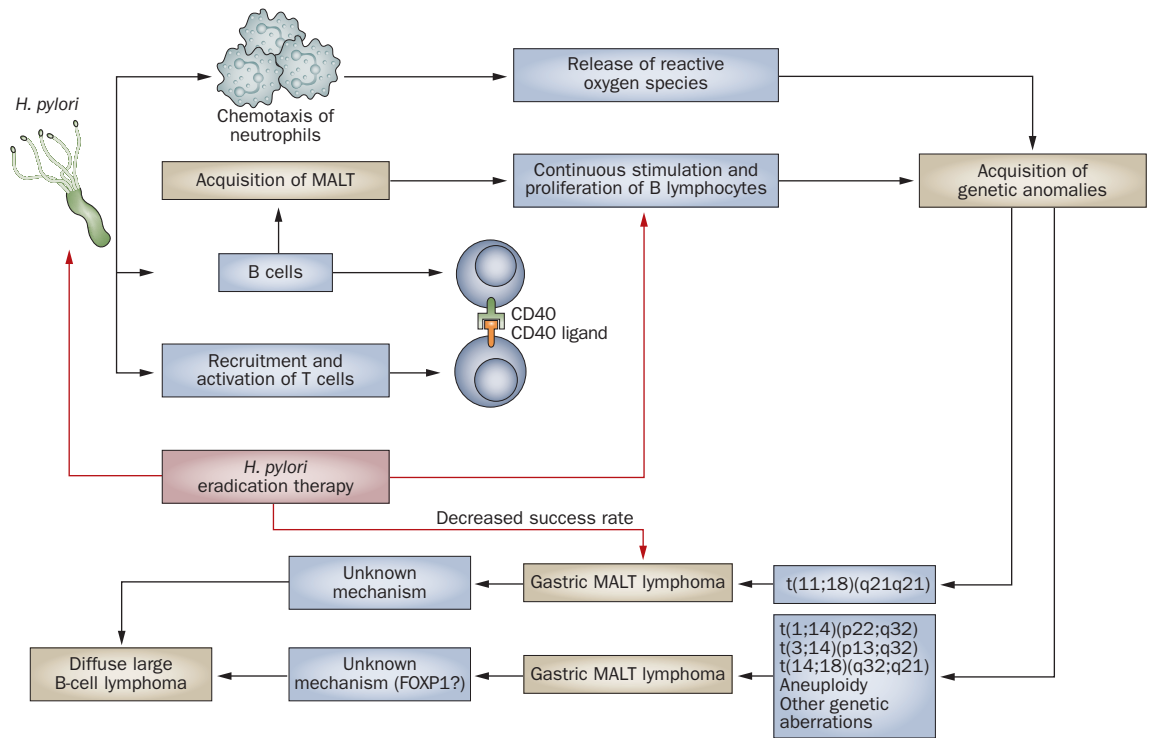 H. pylori
Chemotaxis of
neutrophils
Release of reactive
oxygen species
Acquisition of MALT
Continuous stimulation and
proliferation of B lymphocytes
Acquisition of
genetic anomalies
B cells
CD40
CD40 ligand
Recruitment and
activation of T cells
H. pylori
eradication therapy
Decreased success rate
Unknown
mechanism
Gastric MALT lymphoma
t(11;18)(q21q21)
Diffuse large
B-cell lymphoma
Unknown
mechanism (FOXP1?)
Gastric MALT lymphoma
t(1;14)(p22;q32)
t(3;14)(p13;q32)
t(14;18)(q32;q21)
Aneuploidy
Other genetic
aberrations